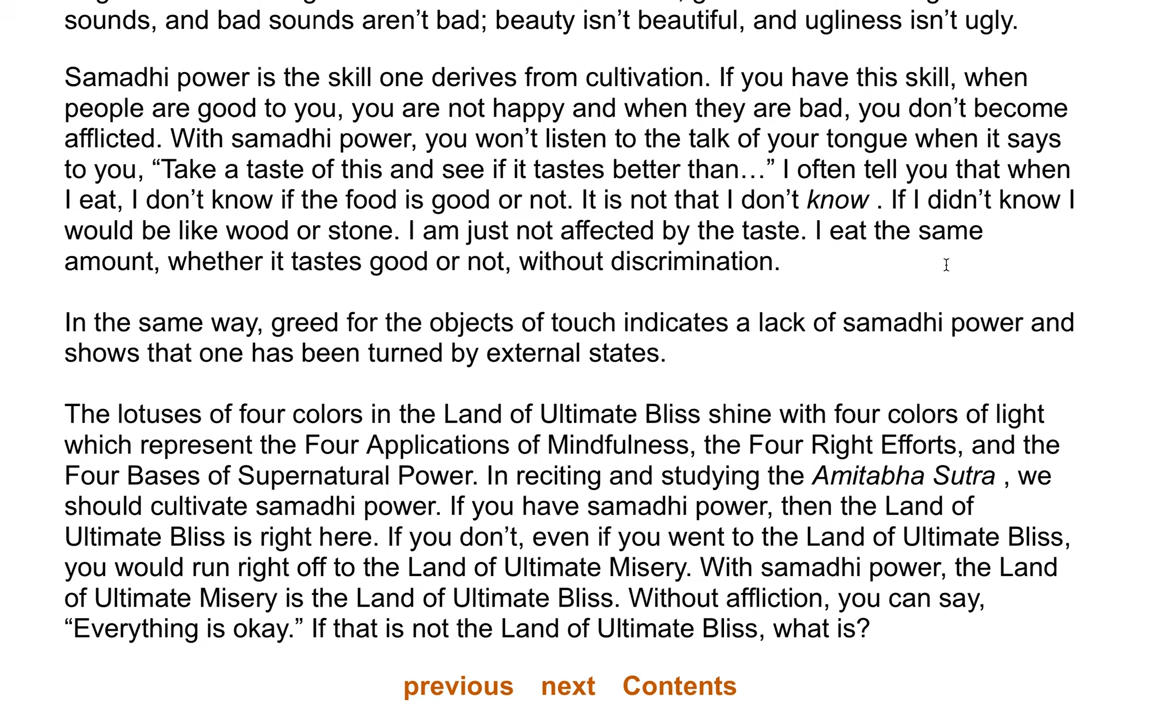 sounds, and bad sounds aren’t bad; beauty isn’t beautiful, and ugliness isn’t ugly.
Samadhi power is the skill one derives from cultivation. If you have this skill, when
people are good to you, you are not happy and when they are bad, you don’t become
afflicted. With samadhi power, you won’t listen to the talk of your tongue when it says
to you, “Take a taste of this and see if it tastes better than…” I often tell you that when
I eat, I don’t know if the food is good or not. It is not that I don’t know . If I didn’t know I
would be like wood or stone. I am just not affected by the taste. I eat the same
amount, whether it tastes good or not, without discrimination.
In the same way, greed for the objects of touch indicates a lack of samadhi power and
shows that one has been turned by external states.
The lotuses of four colors in the Land of Ultimate Bliss shine with four colors of light
which represent the Four Applications of Mindfulness, the Four Right Efforts, and the
Four Bases of Supernatural Power. In reciting and studying the Amitabha Sutra , we
should cultivate samadhi power. If you have samadhi power, then the Land of
Ultimate Bliss is right here. If you don’t, even if you went to the Land of Ultimate Bliss,
you would run right off to the Land of Ultimate Misery. With samadhi power, the Land
of Ultimate Misery is the Land of Ultimate Bliss. Without affliction, you can say,
“Everything is okay.” If that is not the Land of Ultimate Bliss, what is?
previous next Contents